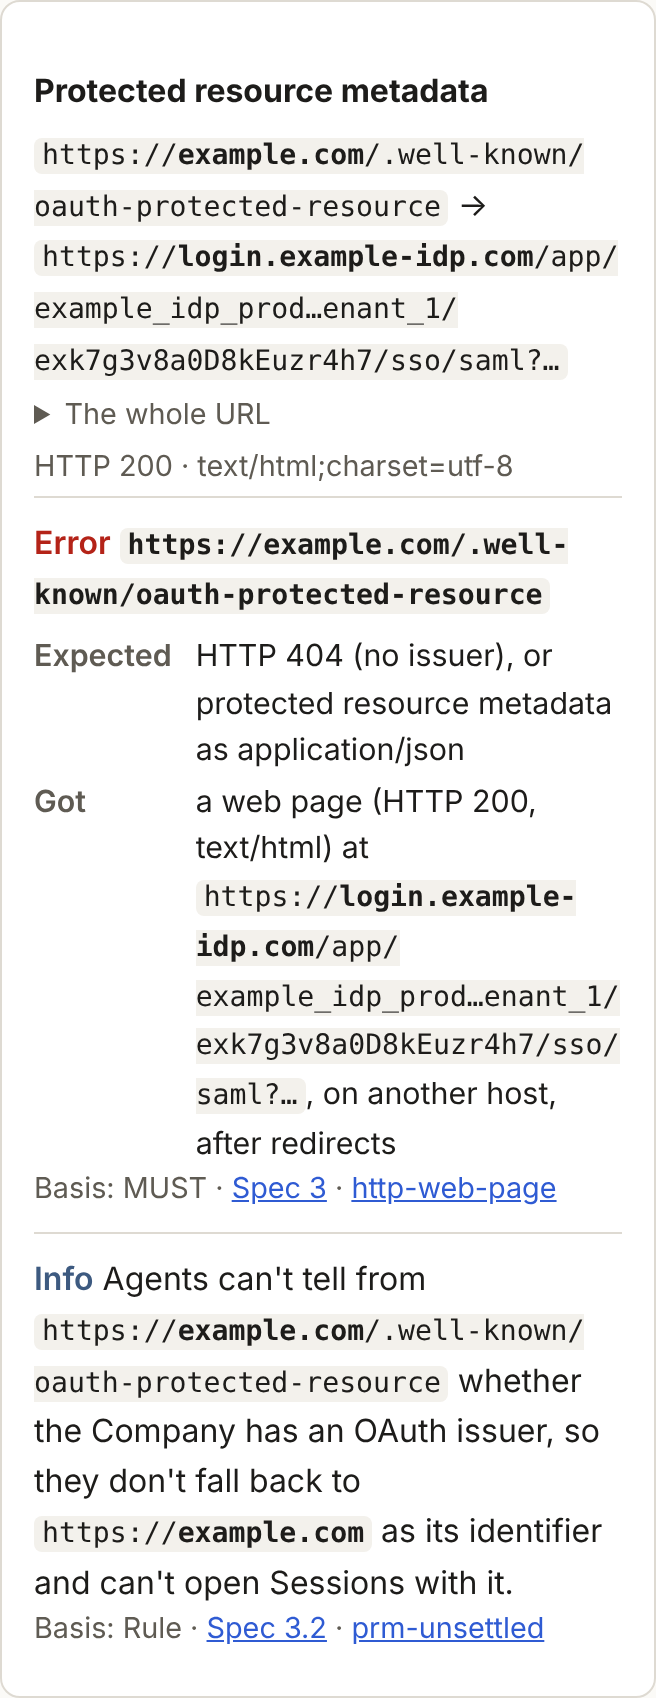 Protected resource metadata
https://example.com/.well-known/
oauth-protected-resource →
https://login.example-idp.com/app/
example_idp_prod…enant_1/
exk7g3v8a0D8kEuzr4h7/sso/saml?…
▶ The whole URL
HTTP 200 · text/html;charset=utf-8
Error https://example.com/.well-
known/oauth-protected-resource
Expected HTTP 404 (no issuer), or
protected resource metadata
as application/json
Got a web page (HTTP 200,
text/html) at
https://login.example-
idp.com/app/
example_idp_prod…enant_1/
exk7g3v8a0D8kEuzr4h7/sso/
saml?…, on another host,
after redirects
Basis: MUST · Spec 3 · http-web-page
Info Agents can't tell from
https://example.com/.well-known/
oauth-protected-resource whether
the Company has an OAuth issuer, so
they don't fall back to
https://example.com as its identifier
and can't open Sessions with it.
Basis: Rule · Spec 3.2 · prm-unsettled